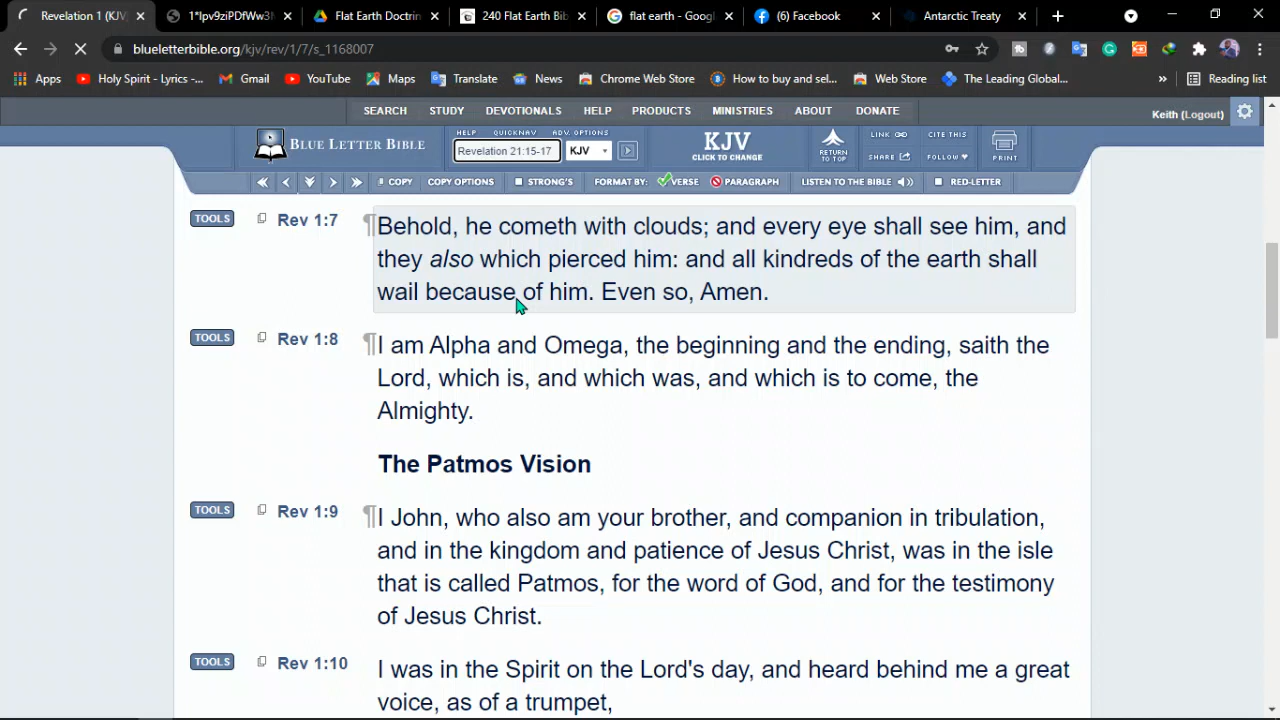 Revelation 1 (KJV
1*lpv9ziPDfWw3
Flat Earth Doctrin
240 Flat Earth Bib
flat earth - Goog
(6) Facebook
Antarctic Treaty
blueletterbible.org/kjv/rev/1/7/s_1168007
Apps
Holy Spirit - Lyrics -...
Gmail
YouTube
Maps
Translate
News
Chrome Web Store
How to buy and sel...
Web Store
The Leading Global...
»
Reading list
SEARCH STUDY DEVOTIONALS HELP PRODUCTS MINISTRIES ABOUT DONATE
Keith (Logout)
BLUE LETTER BIBLE
HELP QUICKNAV ADV. OPTIONS
Revelation 21:15-17 KJV
KJV
CLICK TO CHANGE
RETURN TO TOP
LINK CITE THIS
SHARE FOLLOW
PRINT
COPY COPY OPTIONS STRONG'S FORMAT BY: VERSE PARAGRAPH LISTEN TO THE BIBLE RED-LETTER
TOOLS Rev 1:7 ¶Behold, he cometh with clouds; and every eye shall see him, and
they also which pierced him: and all kindreds of the earth shall
wail because of him. Even so, Amen.
TOOLS Rev 1:8 ¶I am Alpha and Omega, the beginning and the ending, saith the
Lord, which is, and which was, and which is to come, the
Almighty.
The Patmos Vision
TOOLS Rev 1:9 ¶I John, who also am your brother, and companion in tribulation,
and in the kingdom and patience of Jesus Christ, was in the isle
that is called Patmos, for the word of God, and for the testimony
of Jesus Christ.
TOOLS Rev 1:10 I was in the Spirit on the Lord's day, and heard behind me a great
voice, as of a trumpet,